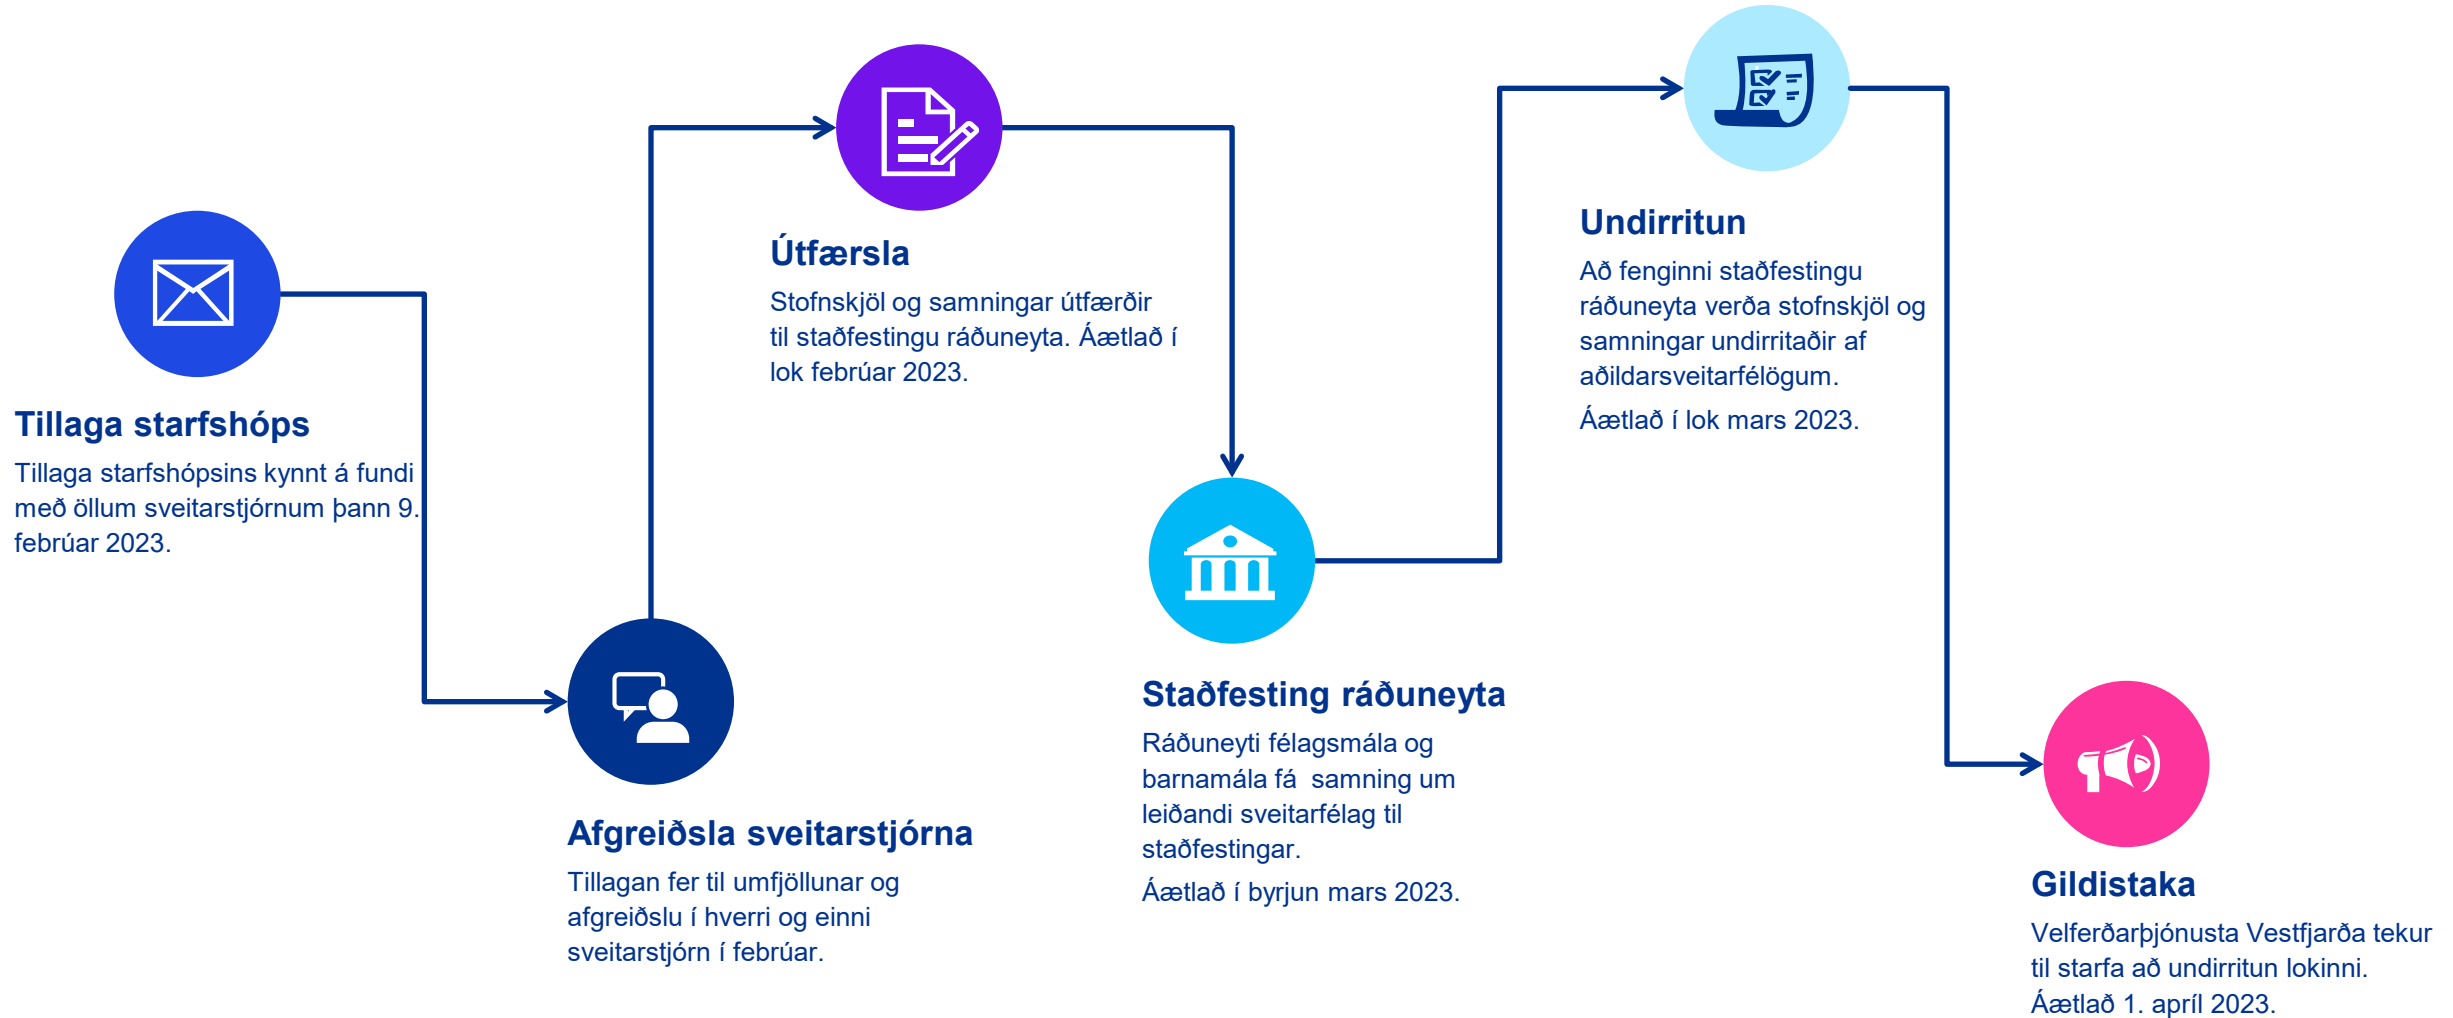 Tillaga starfshóps
Tillaga starfshópsins kynnt á fundi
með öllum sveitarstjórnum þann 9.
febrúar 2023.
Afgreiðsla sveitarstjórna
Tillagan fer til umfjöllunar og
afgreiðslu í hverri og einni
sveitarstjórn í febrúar.
Útfærsla
Stofnskjöl og samningar útfærðir
til staðfestingu ráðuneyta. Áætlað í
lok febrúar 2023.
Staðfesting ráðuneyta
Ráðuneyti félagsmála og
barnamála fá  samning um
leiðandi sveitarfélag til
staðfestingar.
Áætlað í byrjun mars 2023.
Undirritun
Að fenginni staðfestingu
ráðuneyta verða stofnskjöl og
samningar undirritaðir af
aðildarsveitarfélögum.
Áætlað í lok mars 2023.
Gildistaka
Velferðarþjónusta Vestfjarða tekur
til starfa að undirritun lokinni.
Áætlað 1. apríl 2023.